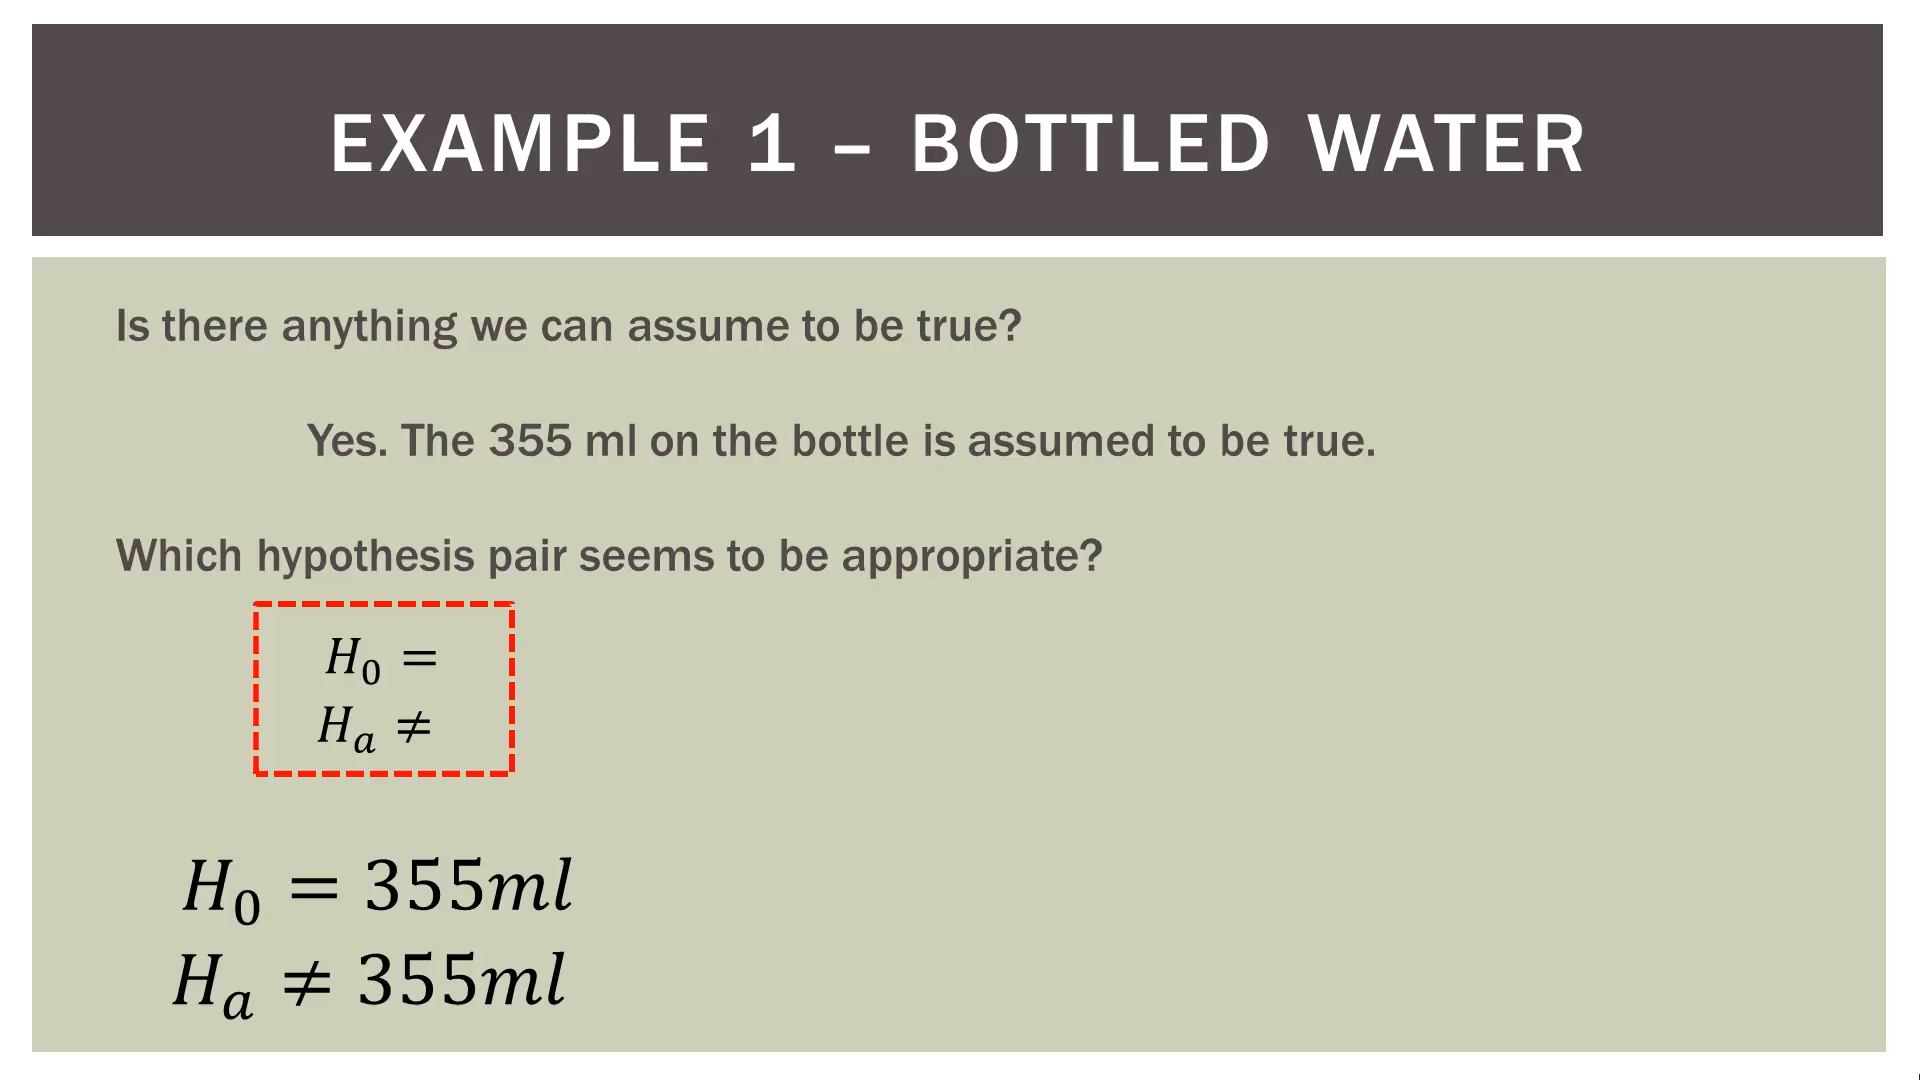 EXAMPLE 1 – BOTTLED WATER
Is there anything we can assume to be true?
Yes. The 355 ml on the bottle is assumed to be true.
Which hypothesis pair seems to be appropriate?
H₀ =
Hₐ ≠
H₀ = 355ml
Hₐ ≠ 355ml